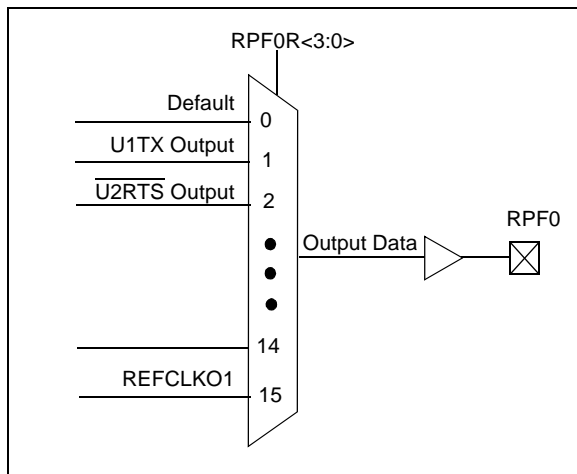 RPF0R<3:0>
Default
0
U1TX Output
1
U2RTS Output
2
RPF0
Output Data
14
REFCLKO1
15